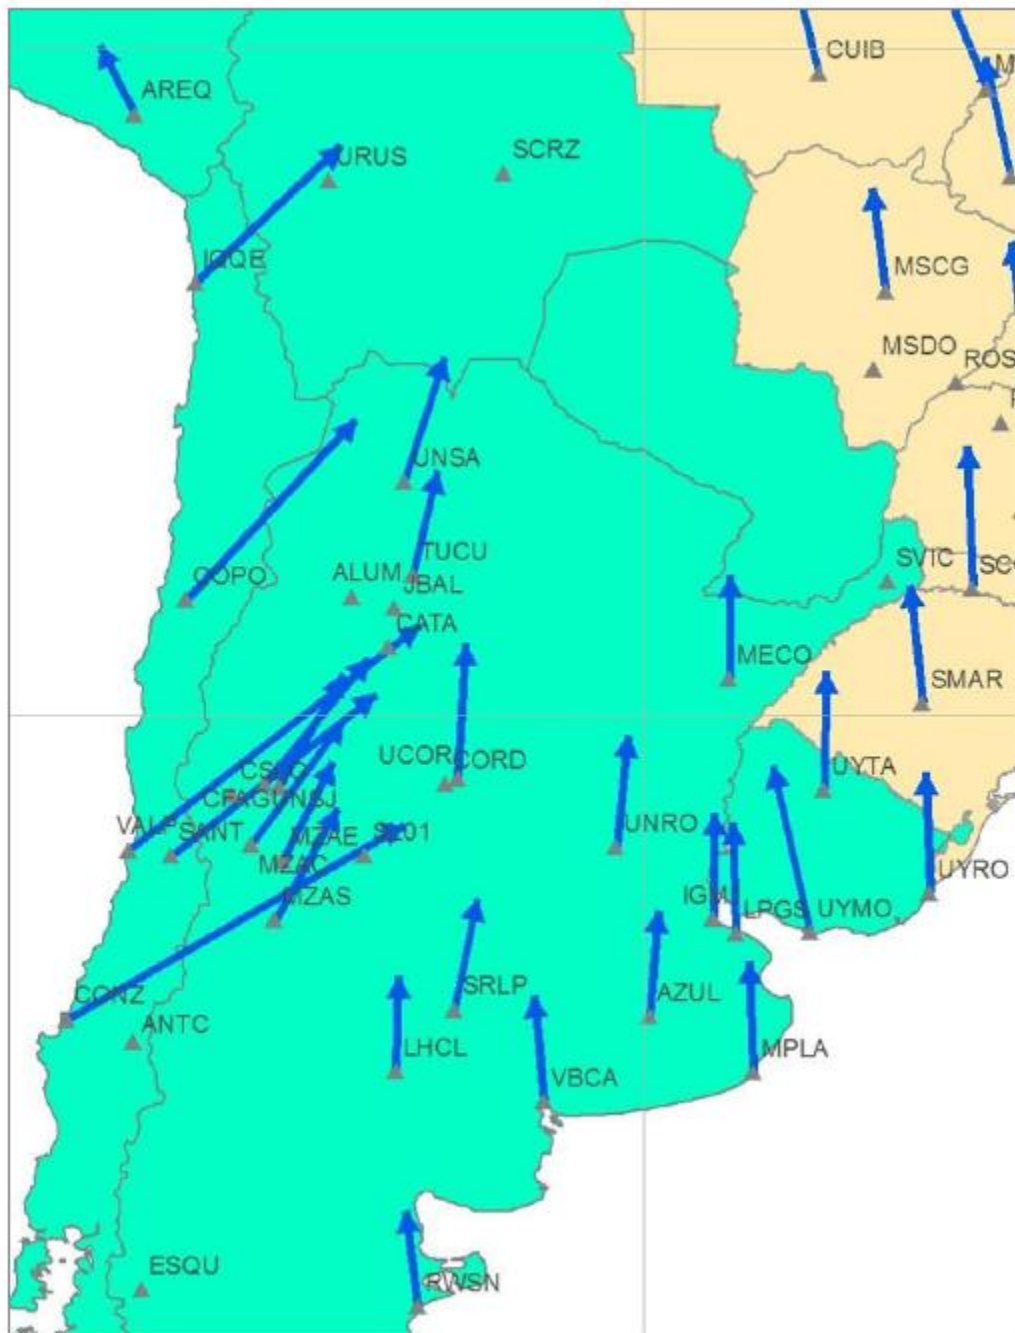 CUIB
M
AREQ
URUS
SCRZ
IQQE
MSCG
MSDO
ROS
UNSA
COPO
TUCU
ALUM
JBAL
SVIC
CATA
MECO
SMAR
UCOR
CORD
UYTA
CFAG
UNSJ
VALP
SANT
MZAE
SL01
UNRO
MZAC
UYRO
MZAS
IGM
LPGS
UYMO
CONZ
SRLP
AZUL
ANTC
LHCL
MPLA
VBCA
ESQU
RWSN